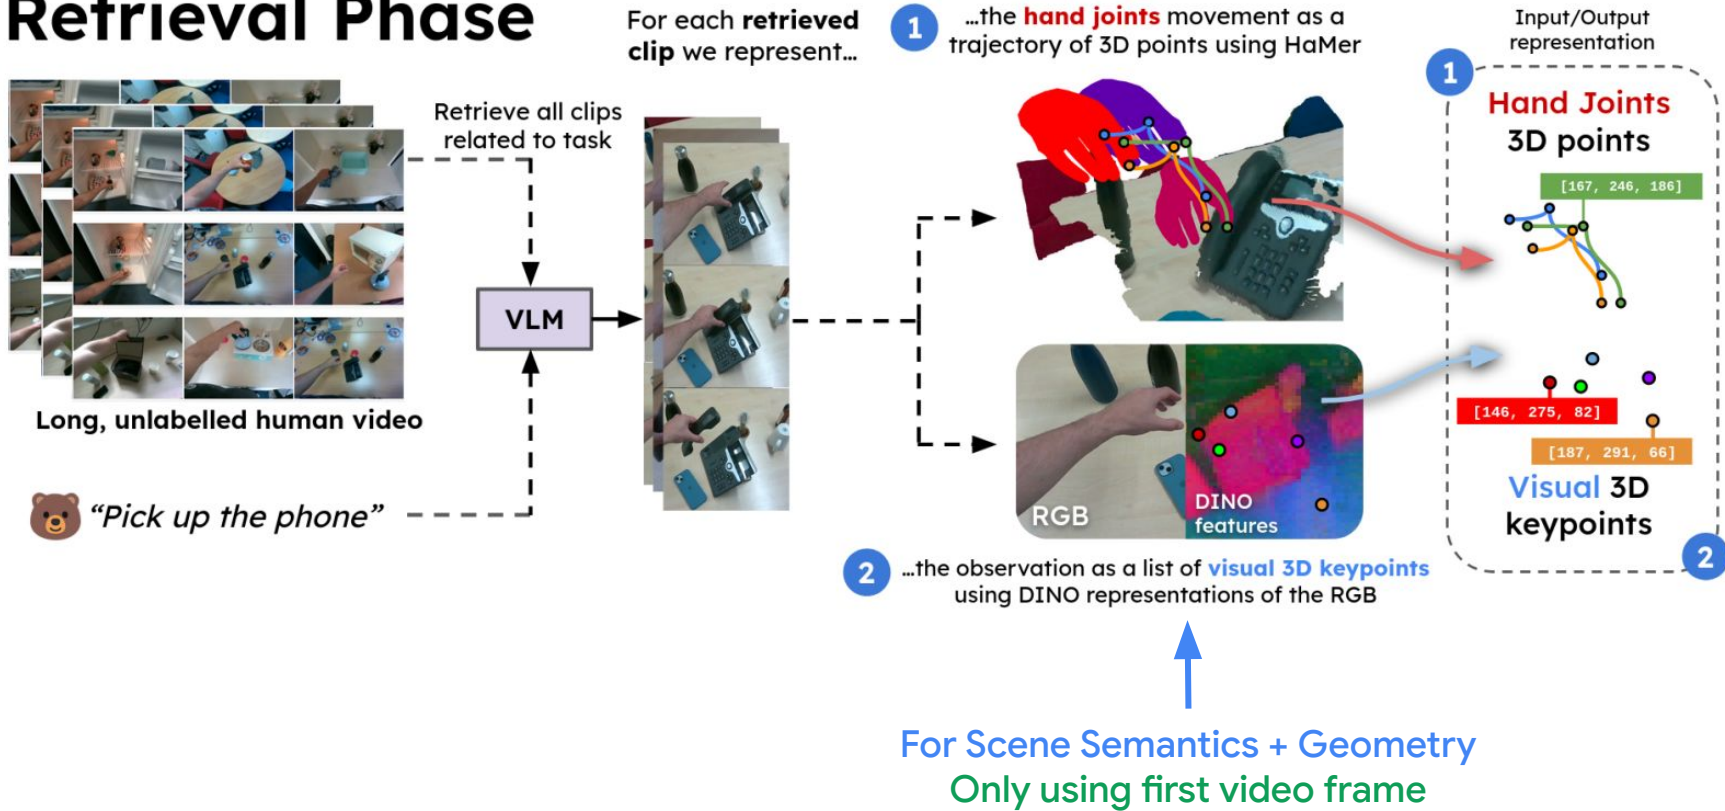 Retrieval Phase
For each retrieved
clip we represent...
1
...the hand joints movement as a
trajectory of 3D points using HaMer
Input/Output
representation
Retrieve all clips
related to task
VLM
Long, unlabelled human video
"Pick up the phone"
RGB
DINO
features
2
...the observation as a list of visual 3D keypoints
using DINO representations of the RGB
1
Hand Joints
3D points
[167, 246, 186]
[146, 275, 82]
[187, 291, 66]
Visual 3D
keypoints
2
For Scene Semantics + Geometry
Only using first video frame